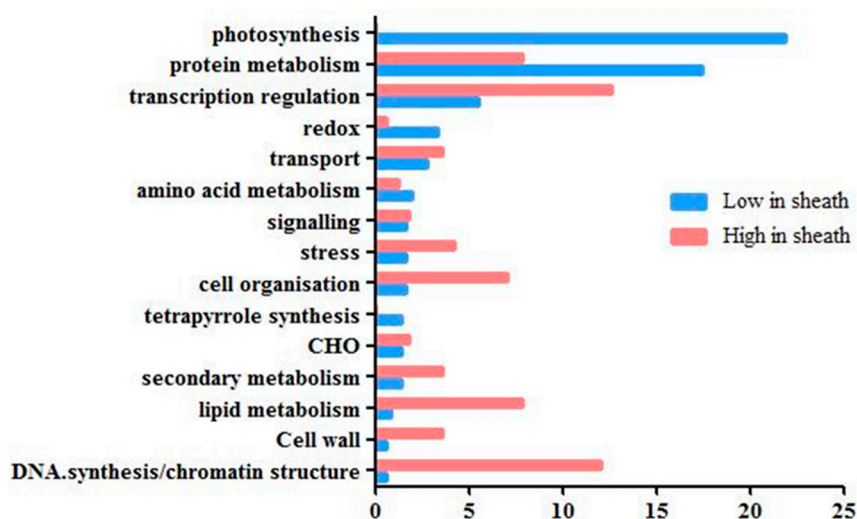 photosynthesis
protein metabolism
transcription regulation
redox
transport
amino acid metabolism
signalling
stress
cell organisation
tetrapyrrole synthesis
CHO
secondary metabolism
lipid metabolism
Cell wall
DNA.synthesis/chromatin structure
Low in sheath
High in sheath
0 5 10 15 20 25